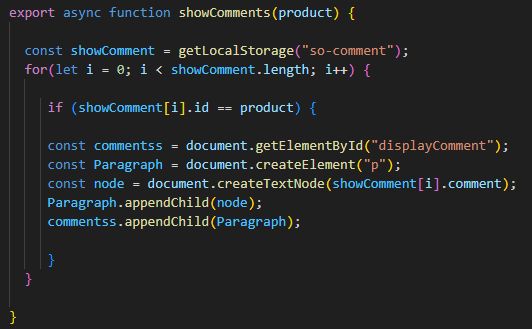 export async function showComments(product) {
const showComment = getLocalStorage("so-comment");
for(let i = 0; i < showComment.length; i++) {
if (showComment[i].id == product) {
const commentss = document.getElementById("displayComment");
const Paragraph = document.createElement("p");
const node = document.createTextNode(showComment[i].comment);
Paragraph.appendChild(node);
commentss.appendChild(Paragraph);
}
}
}